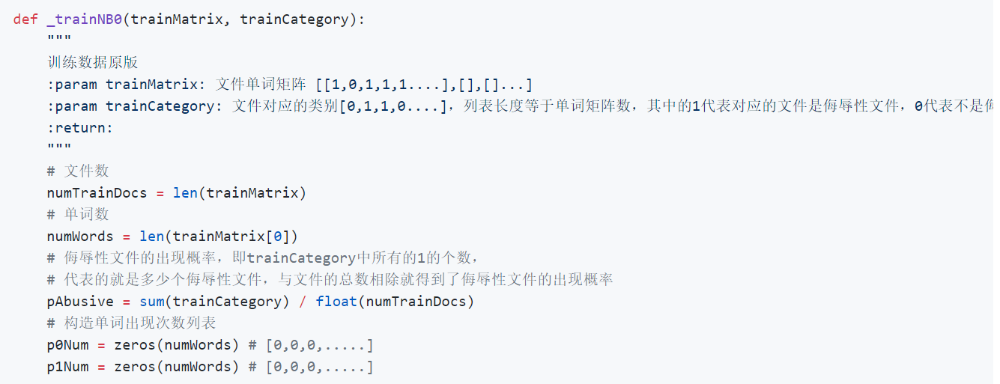 def _trainNB0(trainMatrix, trainCategory):
    """
    训练数据原版
    :param trainMatrix: 文件单词矩阵 [[1,0,1,1,1....],[],[]...]
    :param trainCategory: 文件对应的类别[0,1,1,0....]，列表长度等于单词矩阵数，其中的1代表对应的文件是侮辱性文件，0代表不是
    :return:
    """
    # 文件数
    numTrainDocs = len(trainMatrix)
    # 单词数
    numWords = len(trainMatrix[0])
    # 侮辱性文件的出现概率，即trainCategory中所有的1的个数，
    # 代表的就是多少个侮辱性文件，与文件的总数相除就得到了侮辱性文件的出现概率
    pAbusive = sum(trainCategory) / float(numTrainDocs)
    # 构造单词出现次数列表
    p0Num = zeros(numWords) # [0,0,0,.....]
    p1Num = zeros(numWords) # [0,0,0,.....]